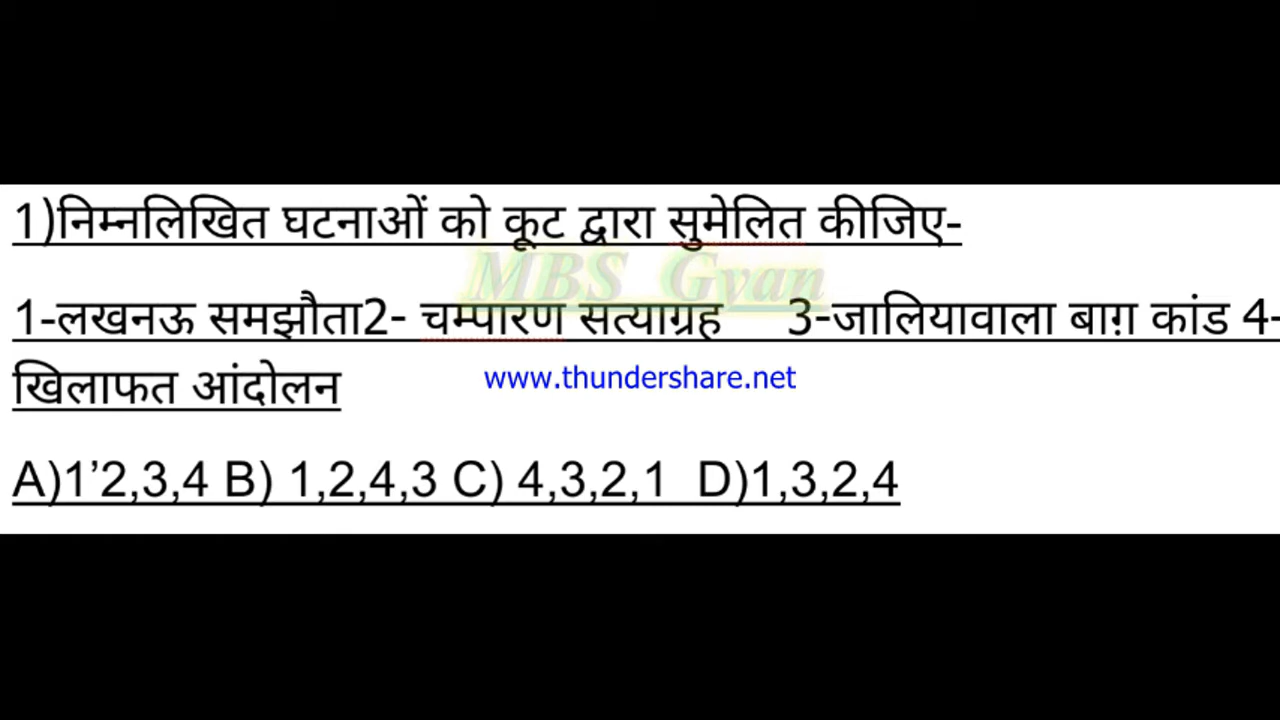 1)निम्नलिखित घटनाओं को कूट द्वारा सुमेलित कीजिए-
MBS Gyan
1-लखनऊ समझौता2- चम्पारण सत्याग्रह 3-जालियावाला बाग़ कांड 4-
खिलाफत आंदोलन
www.thundershare.net
A)1’2,3,4 B) 1,2,4,3 C) 4,3,2,1 D)1,3,2,4